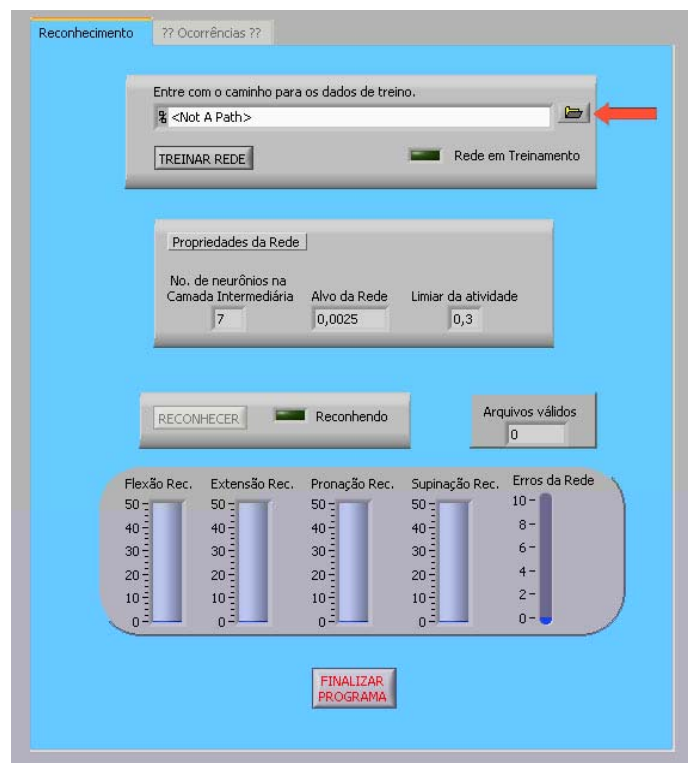 Reconhecimento ?? Ocorrências ??
Entre com o caminho para os dados de treino.
<Not A Path>
TREINAR REDE Rede em Treinamento
Propriedades da Rede
No. de neurônios na
Camada Intermediária Alvo da Rede Limiar da atividade
7 0,0025 0,3
RECONHECER Reconhendo Arquivos válidos
0
Flexão Rec. Extensão Rec. Pronação Rec. Supinação Rec. Erros da Rede
50 50 50 50 10
40 40 40 40 8
30 30 30 30 6
20 20 20 20 4
10 10 10 10 2
0 0 0 0 0
FINALIZAR
PROGRAMA